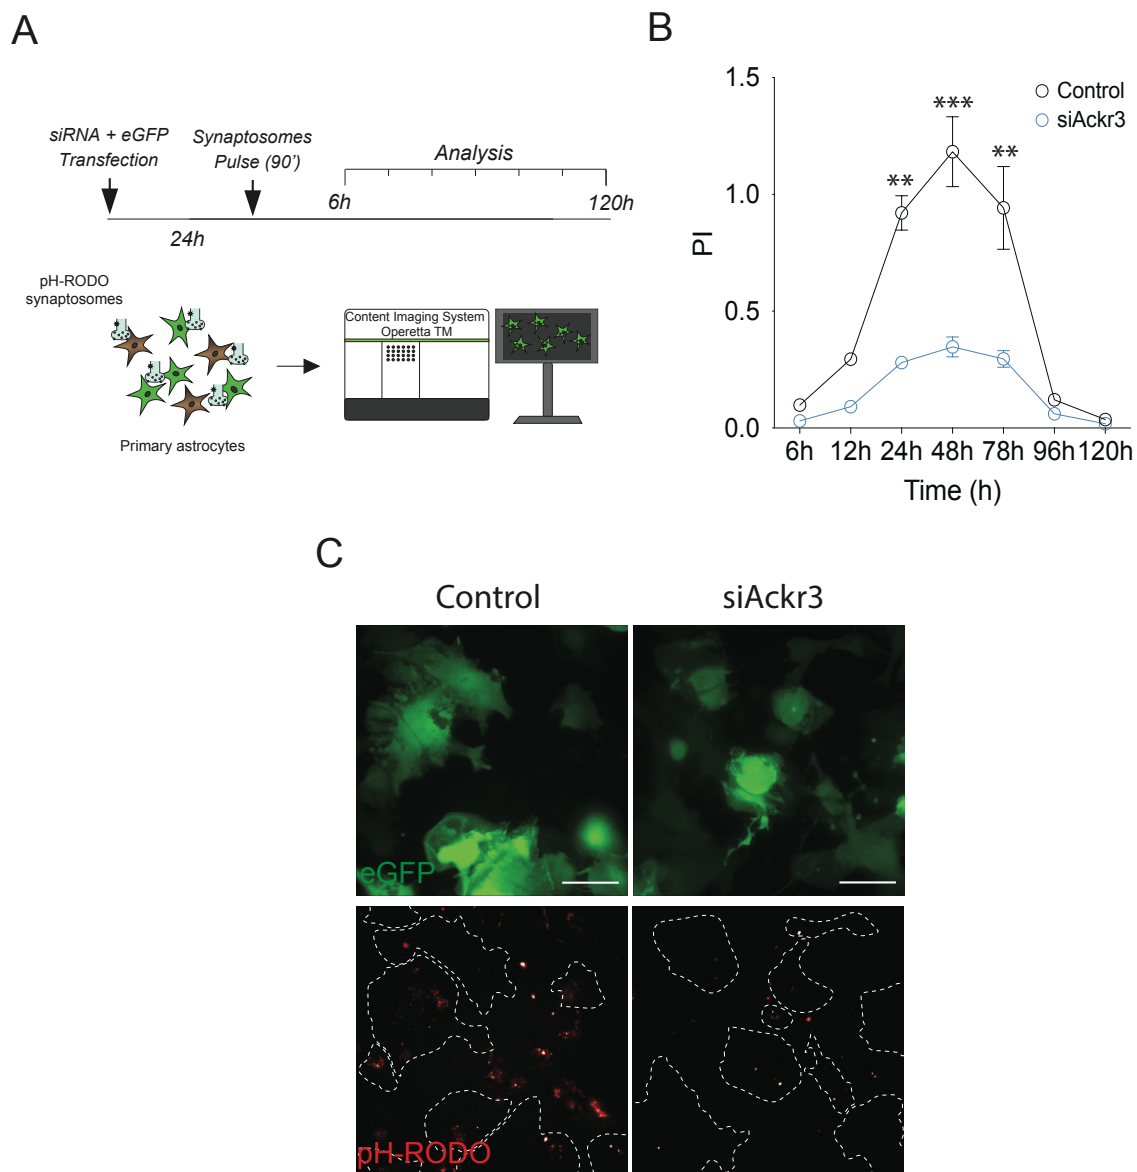 A
siRNA + eGFP
Transfection
Synaptosomes
Pulse (90')
Analysis
6h
120h
24h
pH-RODO
synaptosomes
Content Imaging System
Operetta TM
Primary astrocytes
B
1.5
1.0
0.5
0.0
PI
Control
siAckr3
**
***
**
6h 12h 24h 48h 78h 96h 120h
Time (h)
C
Control
siAckr3
eGFP
pH-RODO